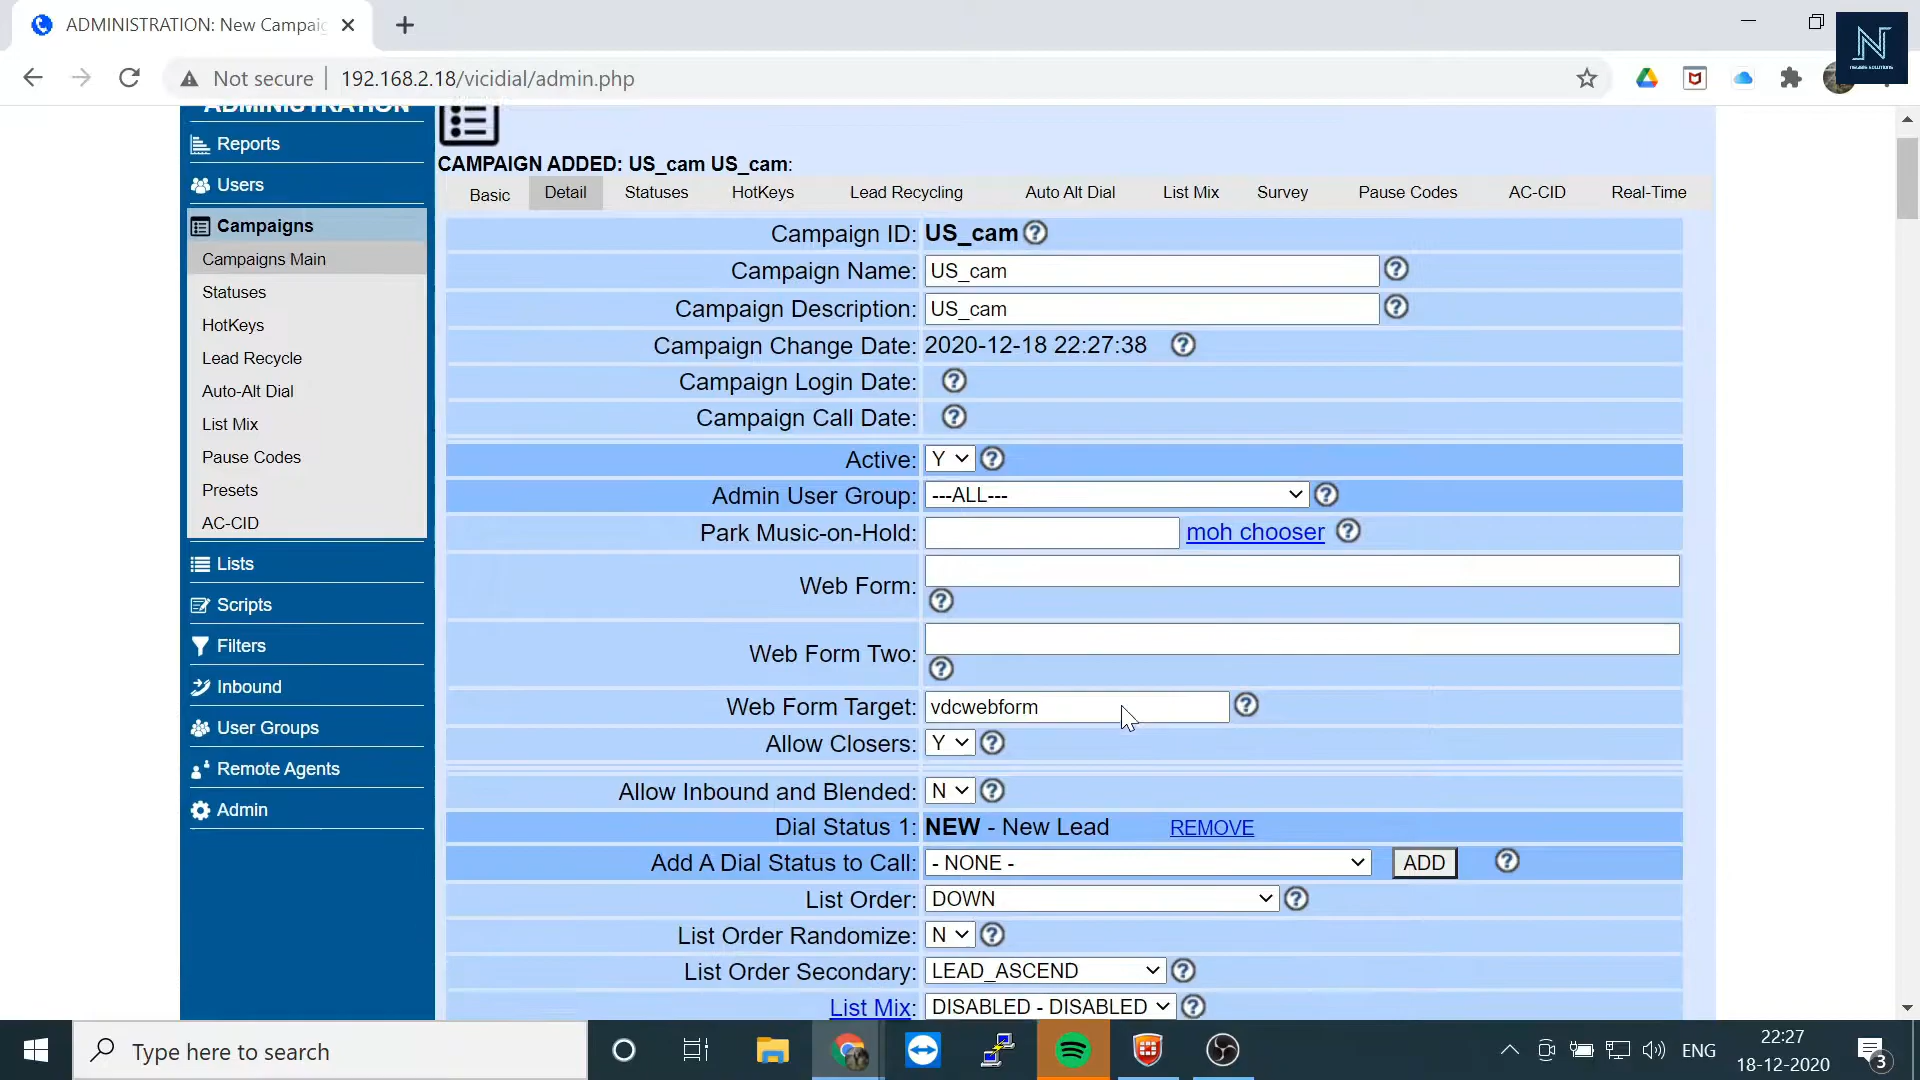 ADMINISTRATION: New Campaig
Not secure
192.168.2.18/vicidial/admin.php
N
ADMINISTRATION
Reports
Users
Campaigns
Campaigns Main
Statuses
HotKeys
Lead Recycle
Auto-Alt Dial
List Mix
Pause Codes
Presets
AC-CID
Lists
Scripts
Filters
Inbound
User Groups
Remote Agents
Admin
CAMPAIGN ADDED: US_cam US_cam:
Basic Detail Statuses HotKeys Lead Recycling Auto Alt Dial List Mix Survey Pause Codes AC-CID Real-Time
Campaign ID: US_cam ?
Campaign Name: US_cam ?
Campaign Description: US_cam ?
Campaign Change Date: 2020-12-18 22:27:38 ?
Campaign Login Date: ?
Campaign Call Date: ?
Active: Y ?
Admin User Group: ---ALL--- ?
Park Music-on-Hold: moh chooser ?
Web Form: ?
Web Form Two: ?
Web Form Target: vdcwebform ?
Allow Closers: Y ?
Allow Inbound and Blended: N ?
Dial Status 1: NEW - New Lead REMOVE
Add A Dial Status to Call: - NONE - ADD ?
List Order: DOWN ?
List Order Randomize: N ?
List Order Secondary: LEAD_ASCEND ?
List Mix: DISABLED - DISABLED ?
Type here to search
ENG
22:27
18-12-2020
3